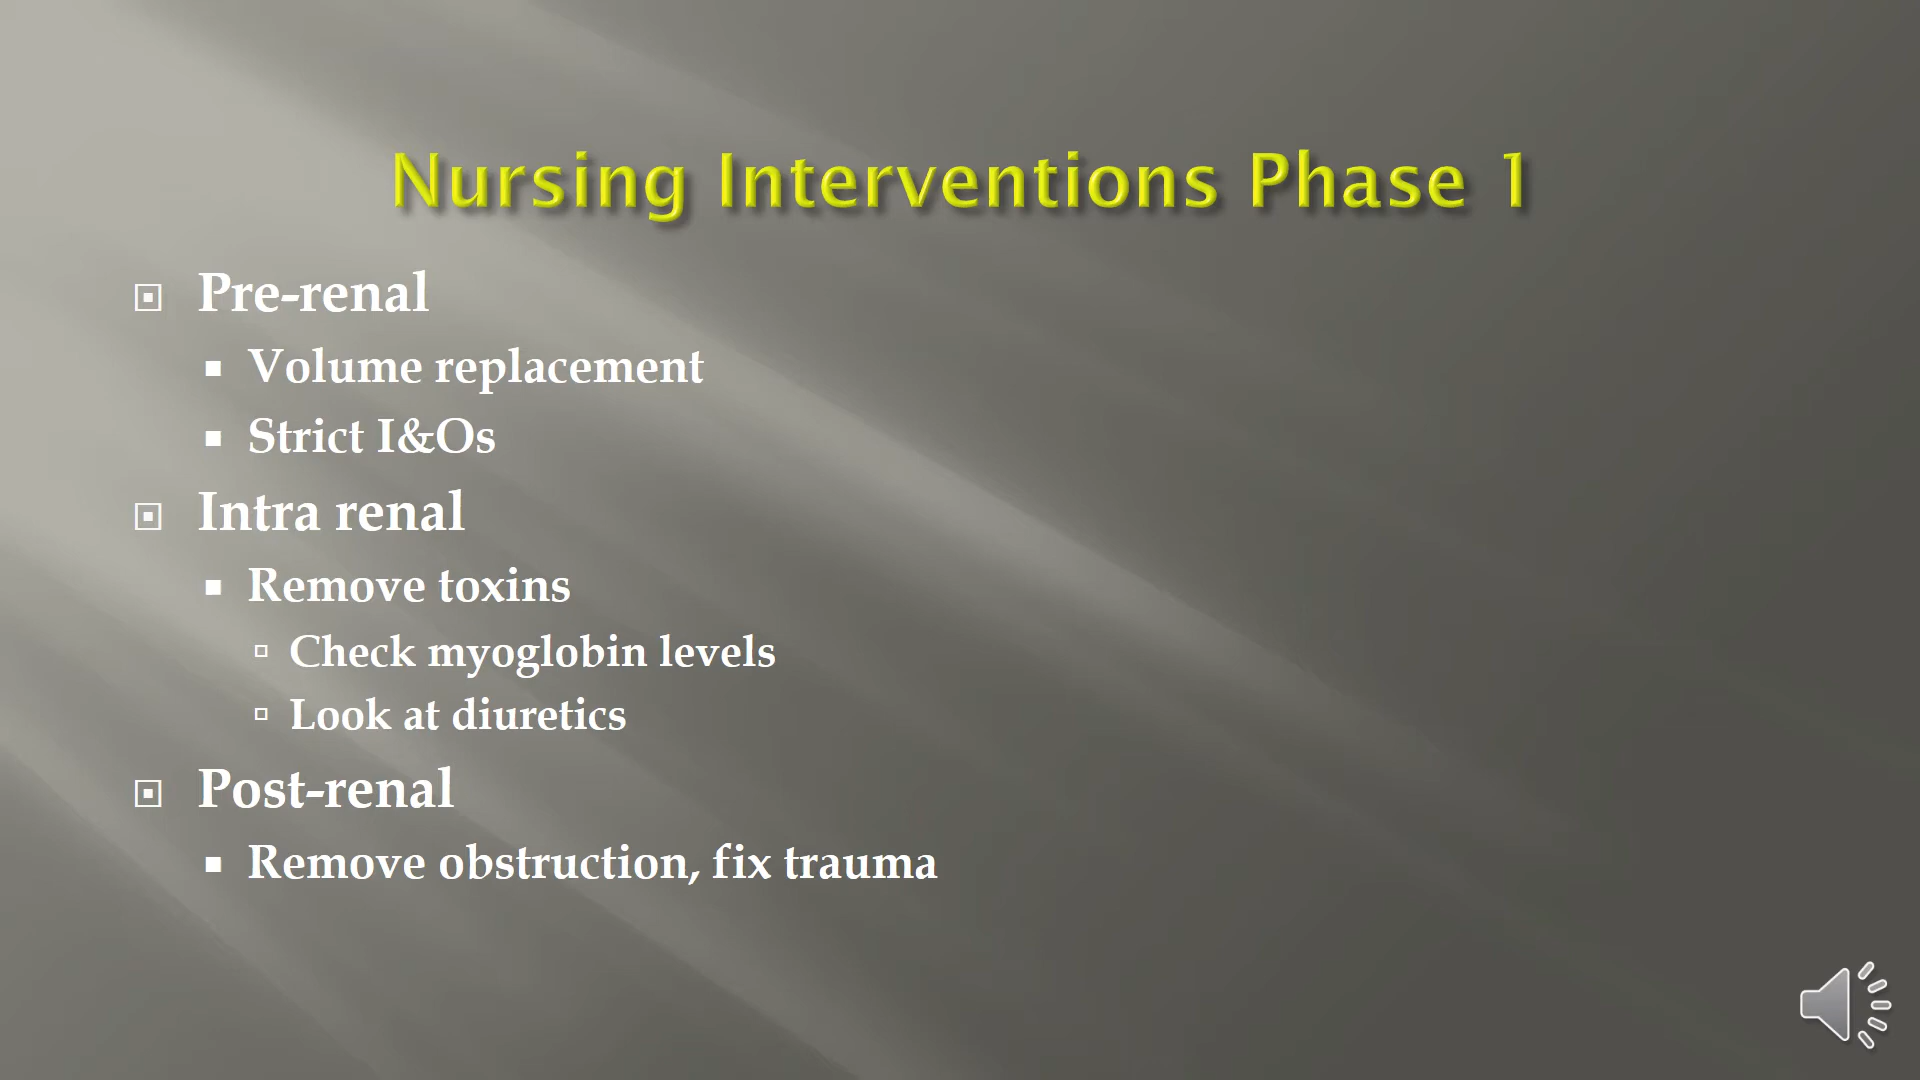 Nursing Interventions Phase 1
Pre-renal
Volume replacement
Strict I&Os
Intra renal
Remove toxins
Check myoglobin levels
Look at diuretics
Post-renal
Remove obstruction, fix trauma